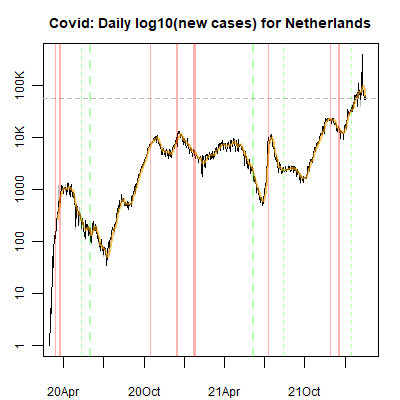 Covid: Daily log10(new cases) for Netherlands
100K
10K
1000
100
10
1
20Apr 20Oct 21Apr 21Oct